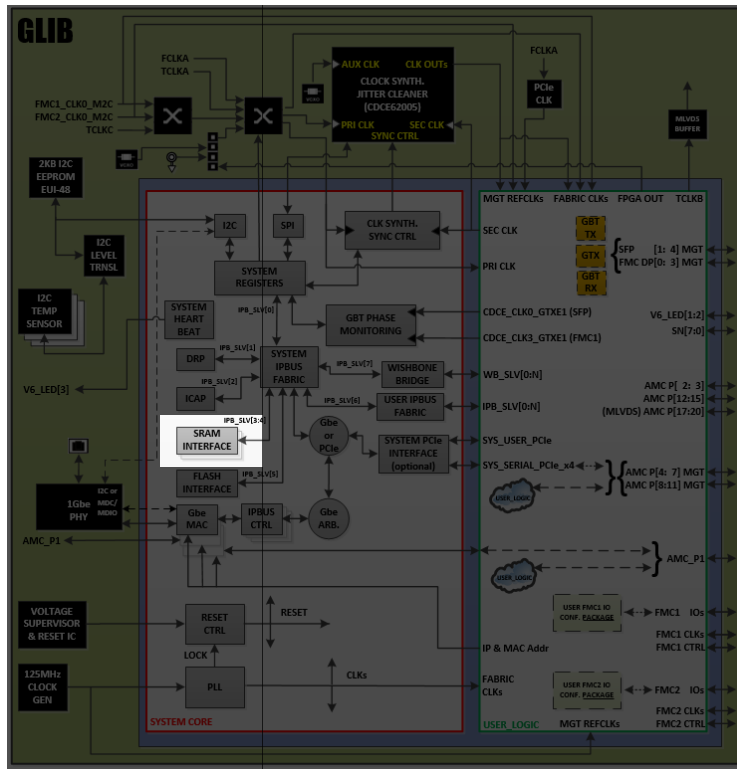 GLIB
FCLKA
TCLKA
FMC1_CLK0_M2C
FMC2_CLK0_M2C
TCLKC
AUX CLK
CLK OUTs
CLOCK SYNTH.
JITTER CLEANER
(CDCE62005)
PRI CLK
SEC CLK
SYNC CTRL
FCLKA
PCIe
CLK
MLVDS
BUFFER
2KB I2C
EEPROM
EUI-48
I2C
LEVEL
TRNSL
I2C
TEMP
SENSOR
V6_LED[3]
I2C
SPI
CLK SYNTH.
SYNC CTRL
SYSTEM
REGISTERS
IPB_SLV[0]
SYSTEM
HEART
BEAT
GBT PHASE
MONITORING
DRP
IPB_SLV[1]
SYSTEM
IPBUS
FABRIC
IPB_SLV[7]
WISHBONE
BRIDGE
ICAP
IPB_SLV[2]
IPB_SLV[6]
USER IPBUS
FABRIC
IPB_SLV[3:4]
SRAM
INTERFACE
Gbe
or
PCIe
SYSTEM PCIe
INTERFACE
(optional)
FLASH
INTERFACE
IPB_SLV[5]
1Gbe
PHY
I2C or
MDC/
MDIO
Gbe
MAC
IPBUS
CTRL
Gbe
ARB.
AMC_P1
VOLTAGE
SUPERVISOR
& RESET IC
RESET
CTRL
RESET
LOCK
125MHz
CLOCK
GEN
PLL
CLKs
SYSTEM CORE
MGT REFCLKs
FABRIC CLKs
FPGA OUT
TCLKB
SEC CLK
PRI CLK
GBT
TX
GTX
GBT
RX
SFP [1: 4] MGT
FMC DP[0: 3] MGT
CDCE_CLK0_GTXE1 (SFP)
CDCE_CLK3_GTXE1 (FMC1)
V6_LED[1:2]
SN[7:0]
WB_SLV[0:N]
IPB_SLV[0:N]
AMC P[ 2: 3]
AMC P[12:15]
(MLVDS) AMC P[17:20]
SYS_USER_PCIe
SYS_SERIAL_PCIe_x4
USER_LOGIC
AMC P[4: 7] MGT
AMC P[8:11] MGT
USER_LOGIC
AMC_P1
USER FMC1 IO
CONF. PACKAGE
FMC1 IOs
FMC1 CLKs
FMC1 CTRL
IP & MAC Addr
FABRIC
CLKs
USER FMC2 IO
CONF. PACKAGE
FMC2 IOs
FMC2 CLKs
FMC2 CTRL
USER_LOGIC
MGT REFCLKs